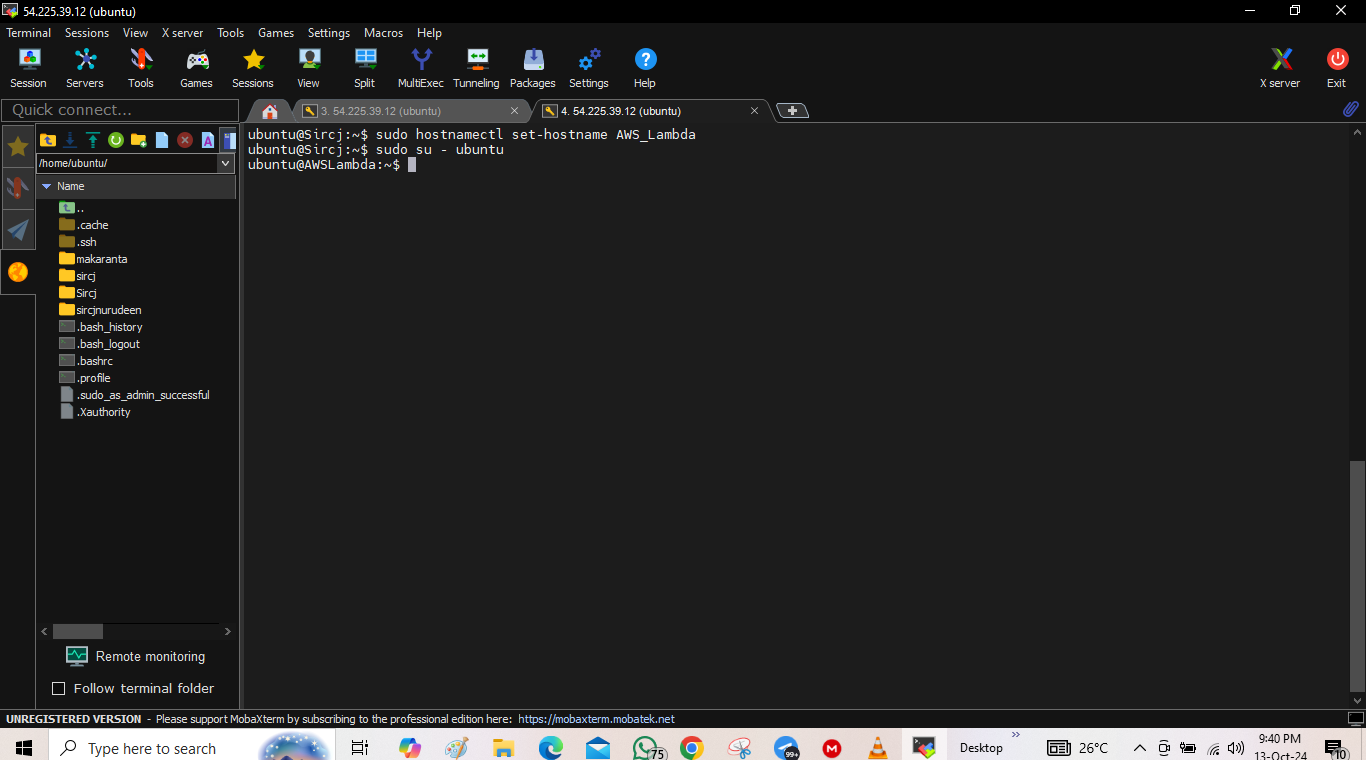 54.225.39.12 (ubuntu)
Terminal Sessions View X server Tools Games Settings Macros Help
Session Servers Tools Games Sessions View Split MultiExec Tunneling Packages Settings Help X server Exit
Quick connect...
3. 54.225.39.12 (ubuntu)
4. 54.225.39.12 (ubuntu)
/home/ubuntu/
Name
..
.cache
.ssh
makaranta
sircj
Sircj
sircjnurudeen
.bash_history
.bash_logout
.bashrc
.profile
.sudo_as_admin_successful
.Xauthority
Remote monitoring
Follow terminal folder
ubuntu@Sircj:~$ sudo hostnamectl set-hostname AWS_Lambda
ubuntu@Sircj:~$ sudo su - ubuntu
ubuntu@AWSLambda:~$
UNREGISTERED VERSION - Please support MobaXterm by subscribing to the professional edition here: https://mobaxterm.mobatek.net
Type here to search
75
99+
M
Desktop
»
26°C
9:40 PM
13-Oct-24
10